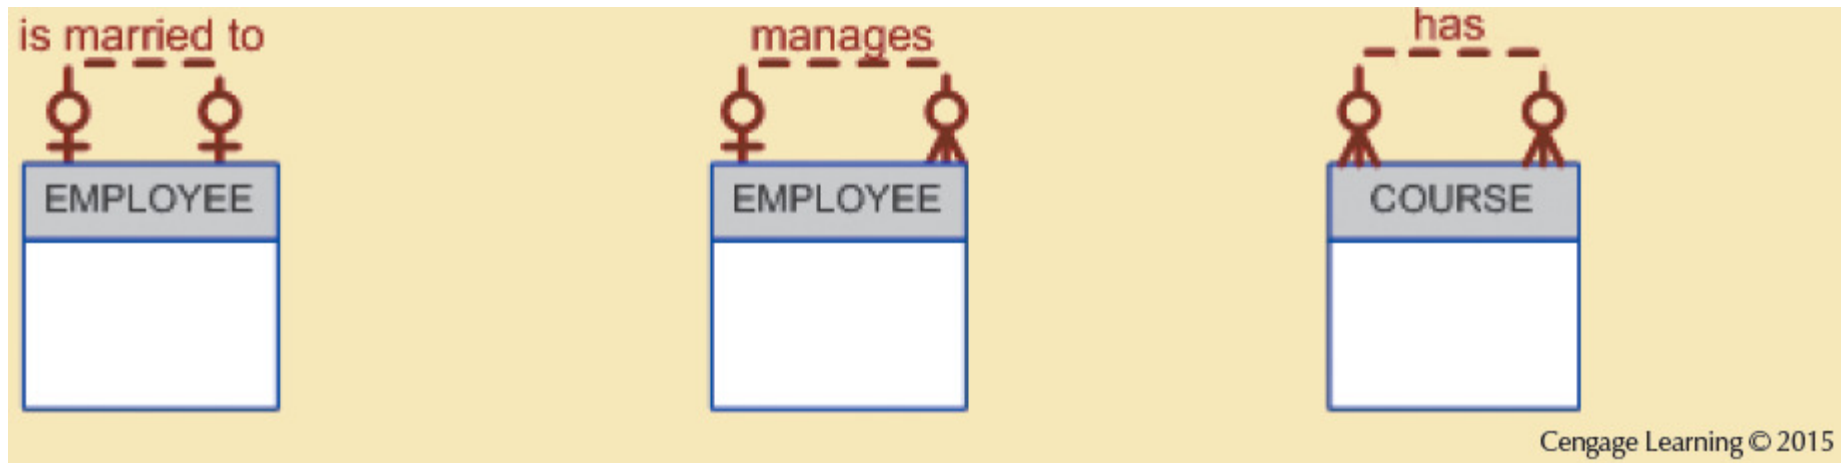 is married to
manages
has
EMPLOYEE
EMPLOYEE
COURSE
Cengage Learning © 2015